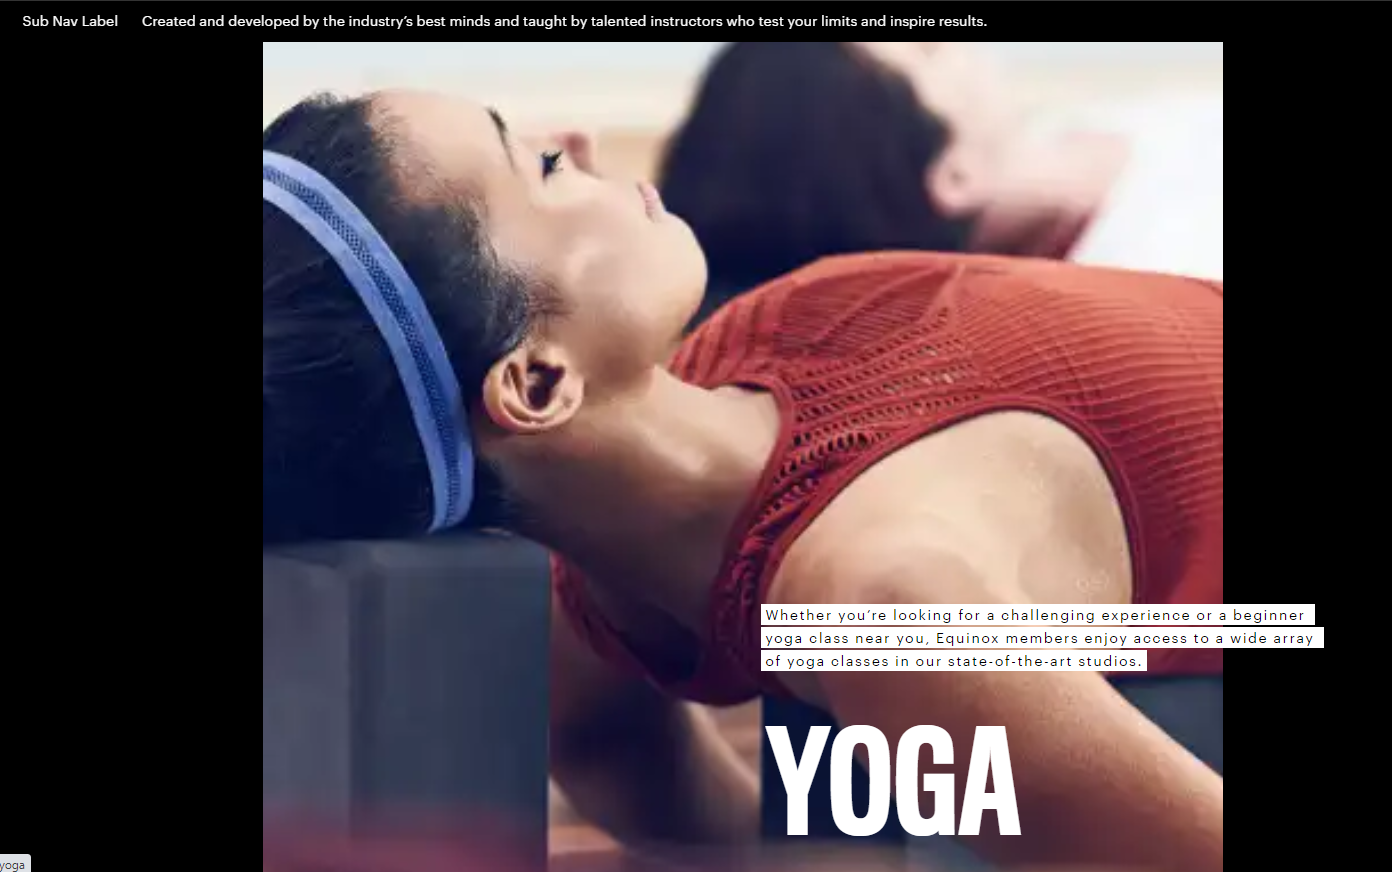 Sub Nav Label Created and developed by the industry’s best minds and taught by talented instructors who test your limits and inspire results.
Whether you’re looking for a challenging experience or a beginner
yoga class near you, Equinox members enjoy access to a wide array
of yoga classes in our state-of-the-art studios.
YOGA
yoga